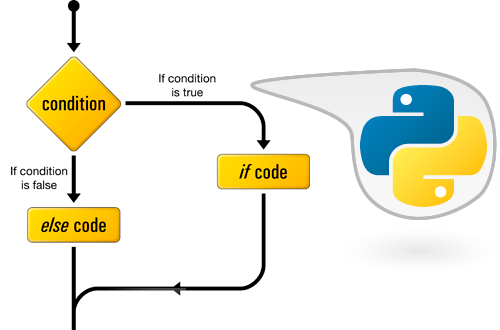 If condition
is true
condition
If condition
is false
if code
else code